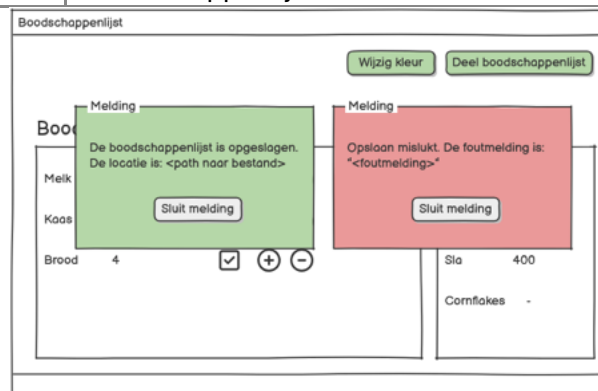 Boodschappenlijst
Wijzig kleur
Deel boodschappenlijst
Melding
De boodschappenlijst is opgeslagen.
De locatie is: <path naar bestand>
Sluit melding
Melding
Opslaan mislukt. De foutmelding is:
"<foutmelding>"
Sluit melding
Melk
Kaas
Brood 4
Sla 400
Cornflakes -